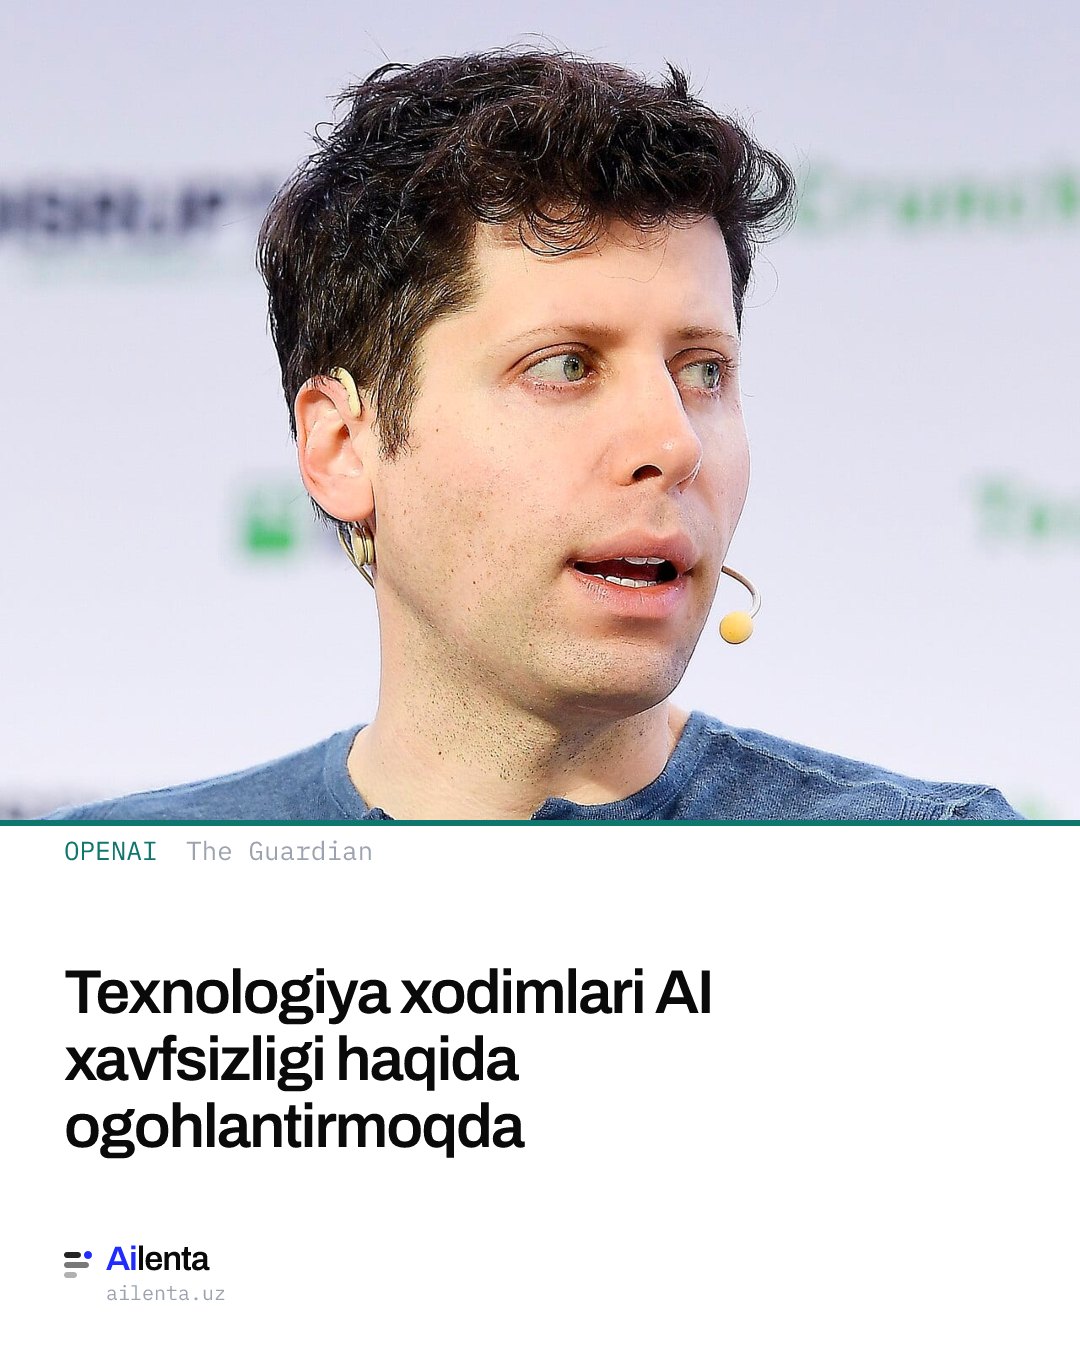 OPENAI The Guardian
Texnologiya xodimlari AI
xavfsizligi haqida
ogohlantirmoqda
Ailenta
ailenta.uz